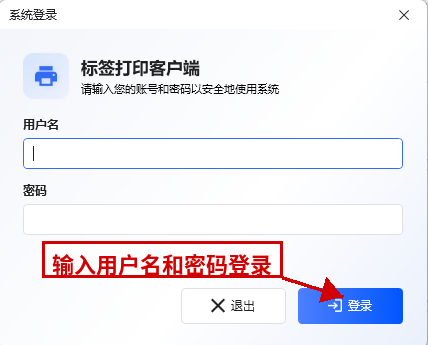 系统登录
标签打印客户端
请输入您的账号和密码以安全地使用系统
用户名
密码
输入用户名和密码登录
退出
登录